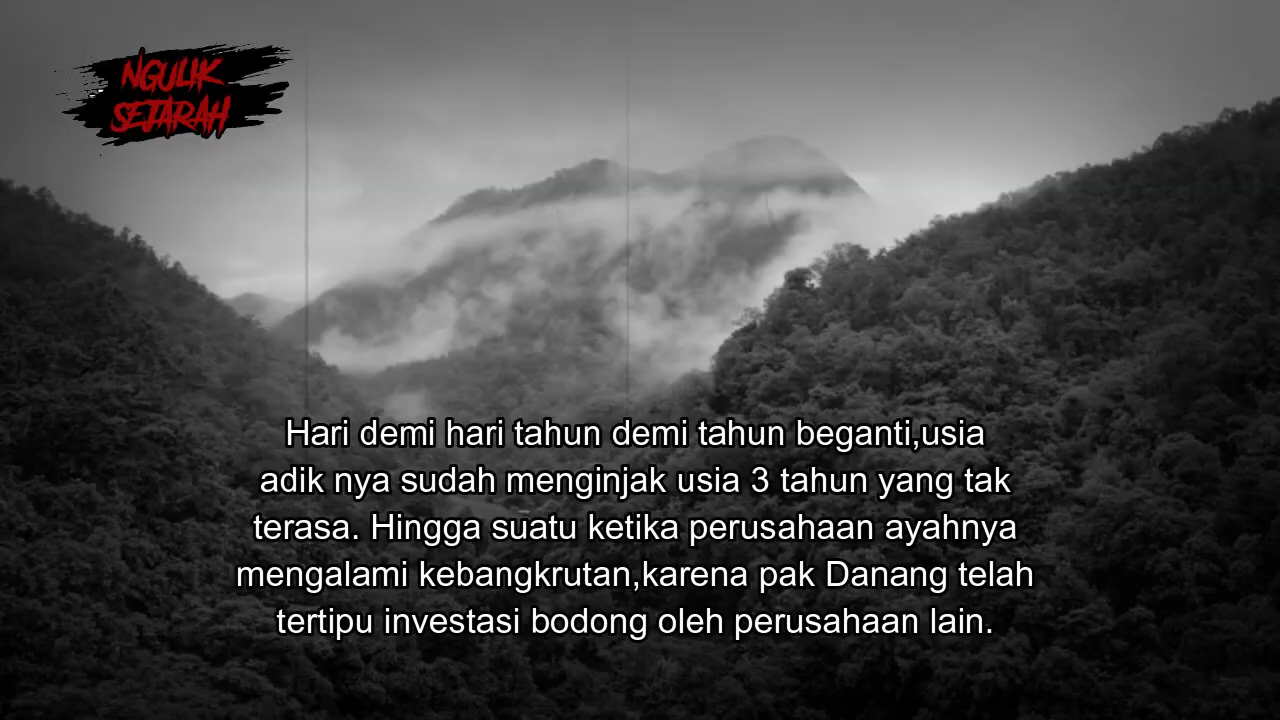 NGULIK
SEJARAH
Hari demi hari tahun demi tahun beganti,usia
adik nya sudah menginjak usia 3 tahun yang tak
terasa. Hingga suatu ketika perusahaan ayahnya
mengalami kebangkrutan,karena pak Danang telah
tertipu investasi bodong oleh perusahaan lain.